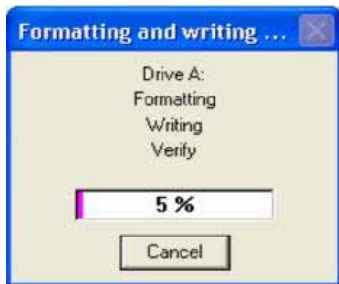 Formatting and writing ...
Drive A:
Formatting
Writing
Verify
5 %
Cancel